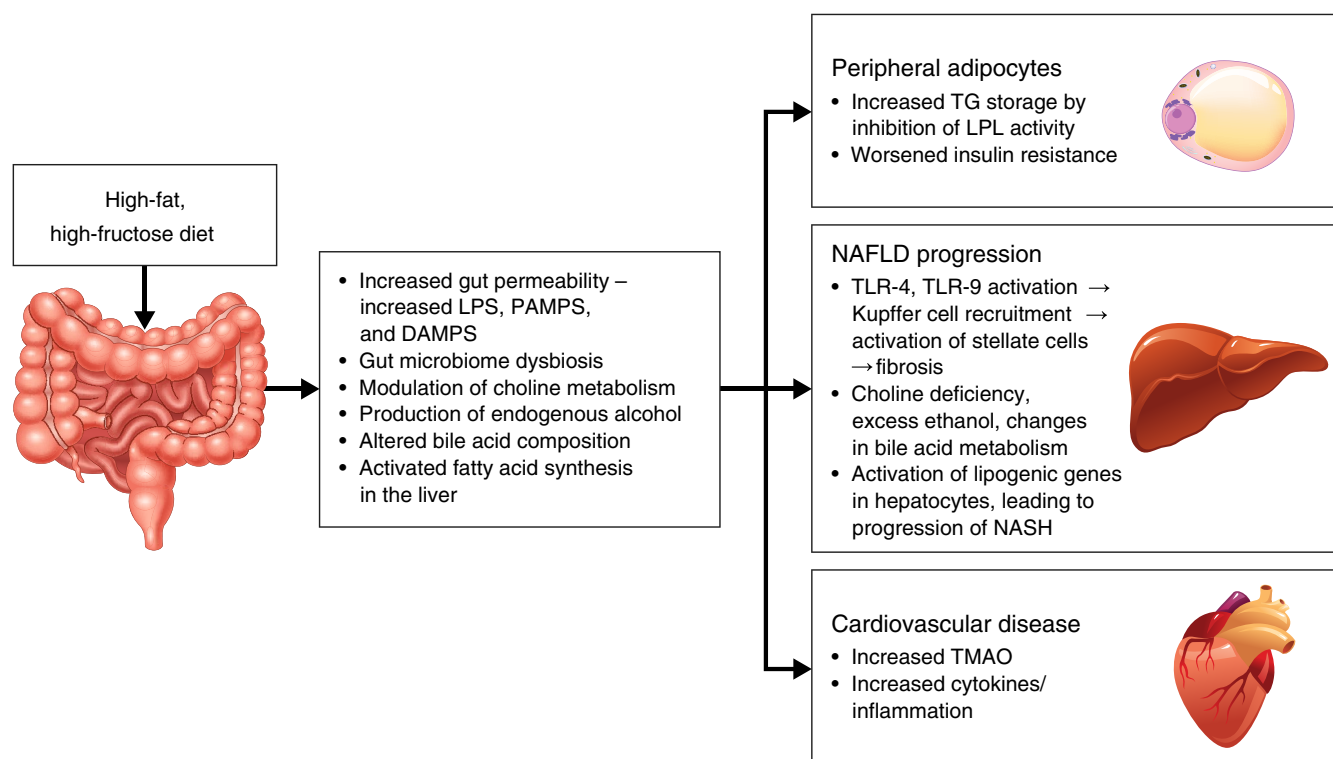 High-fat,
high-fructose diet
• Increased gut permeability –
increased LPS, PAMPS,
and DAMPS
• Gut microbiome dysbiosis
• Modulation of choline metabolism
• Production of endogenous alcohol
• Altered bile acid composition
• Activated fatty acid synthesis
in the liver
Peripheral adipocytes
• Increased TG storage by
inhibition of LPL activity
• Worsened insulin resistance
NAFLD progression
• TLR-4, TLR-9 activation →
Kupffer cell recruitment →
activation of stellate cells
→ fibrosis
• Choline deficiency,
excess ethanol, changes
in bile acid metabolism
• Activation of lipogenic genes
in hepatocytes, leading to
progression of NASH
Cardiovascular disease
• Increased TMAO
• Increased cytokines/
inflammation